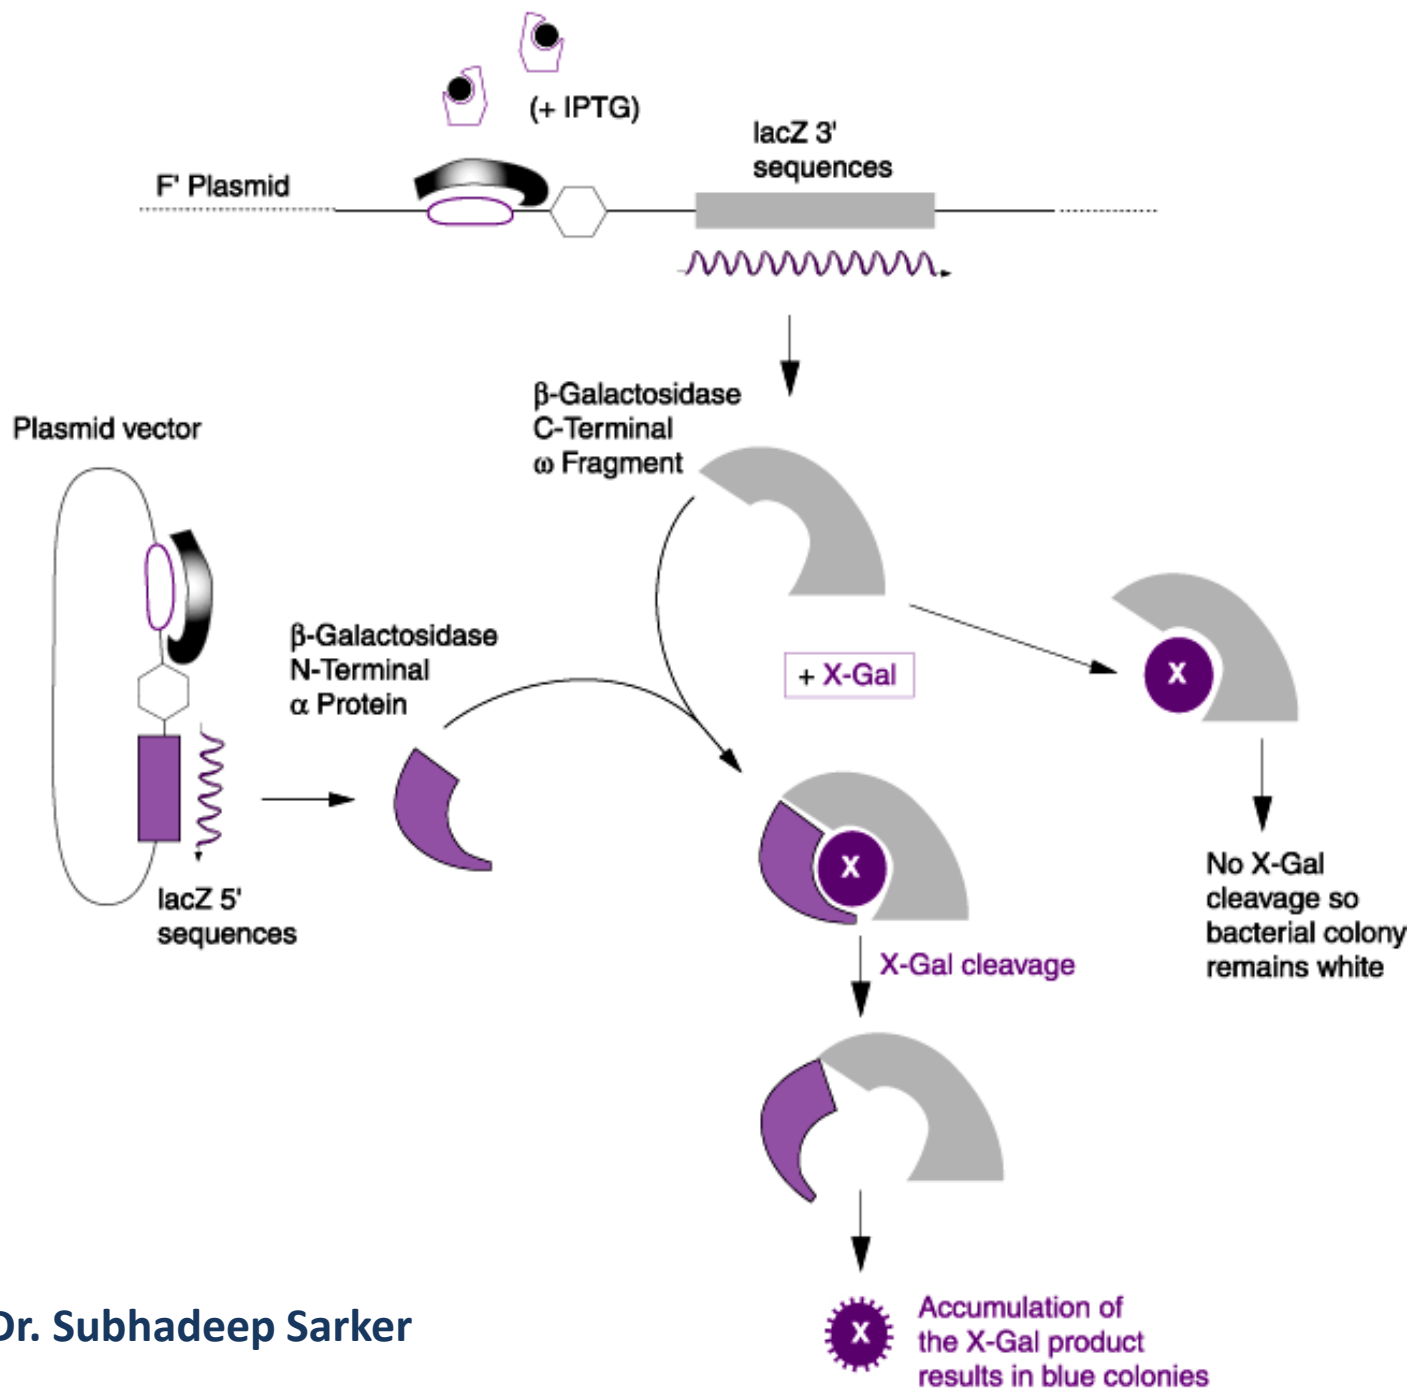 (+ IPTG)
lacZ 3'
sequences
F' Plasmid
β-Galactosidase
C-Terminal
ω Fragment
Plasmid vector
β-Galactosidase
N-Terminal
α Protein
+ X-Gal
X
X
No X-Gal
cleavage so
bacterial colony
remains white
lacZ 5'
sequences
X-Gal cleavage
Dr. Subhadeep Sarker
X
Accumulation of
the X-Gal product
results in blue colonies